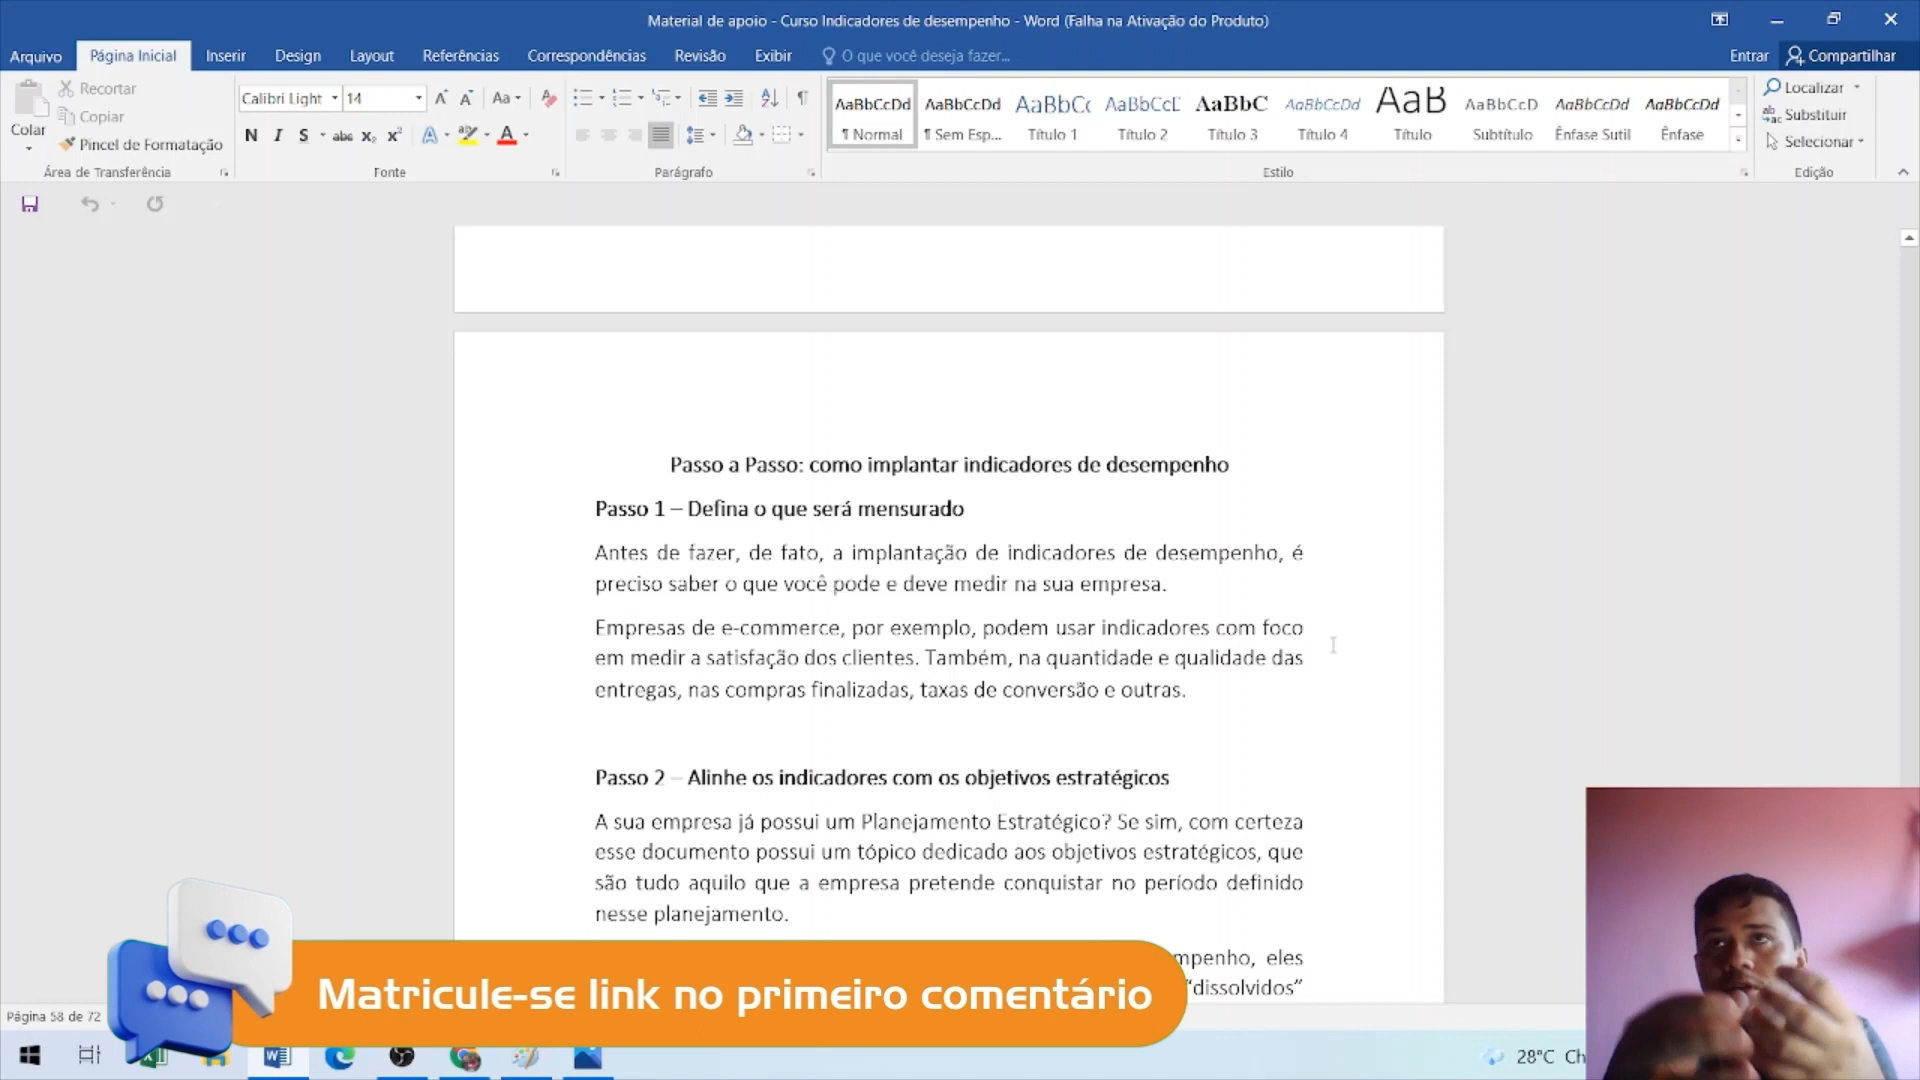 Material de apoio - Curso Indicadores de desempenho - Word (Falha na Ativação do Produto)
Arquivo Página Inicial Inserir Design Layout Referências Correspondências Revisão Exibir O que você deseja fazer... Entrar Compartilhar
Colar
Recortar
Copiar
Pincel de Formatação
Área de Transferência
Calibri Light 14
N I S abc x₂ x²
Fonte
Parágrafo
AaBbCcDd AaBbCcDd AaBbCc AaBbCcE AaBbC AaBbCcDd AaB AaBbCcD AaBbCcDd AaBbCcDd
¶ Normal ¶ Sem Esp... Título 1 Título 2 Título 3 Título 4 Título Subtítulo Ênfase Sutil Ênfase
Estilo
Localizar
Substituir
Selecionar
Edição
Passo a Passo: como implantar indicadores de desempenho
Passo 1 – Defina o que será mensurado
Antes de fazer, de fato, a implantação de indicadores de desempenho, é
preciso saber o que você pode e deve medir na sua empresa.
Empresas de e-commerce, por exemplo, podem usar indicadores com foco
em medir a satisfação dos clientes. Também, na quantidade e qualidade das
entregas, nas compras finalizadas, taxas de conversão e outras.
Passo 2 – Alinhe os indicadores com os objetivos estratégicos
A sua empresa já possui um Planejamento Estratégico? Se sim, com certeza
esse documento possui um tópico dedicado aos objetivos estratégicos, que
são tudo aquilo que a empresa pretende conquistar no período definido
nesse planejamento.
mpenho, eles
"dissolvidos"
Matricule-se link no primeiro comentário
Página 58 de 72
28°C Ch